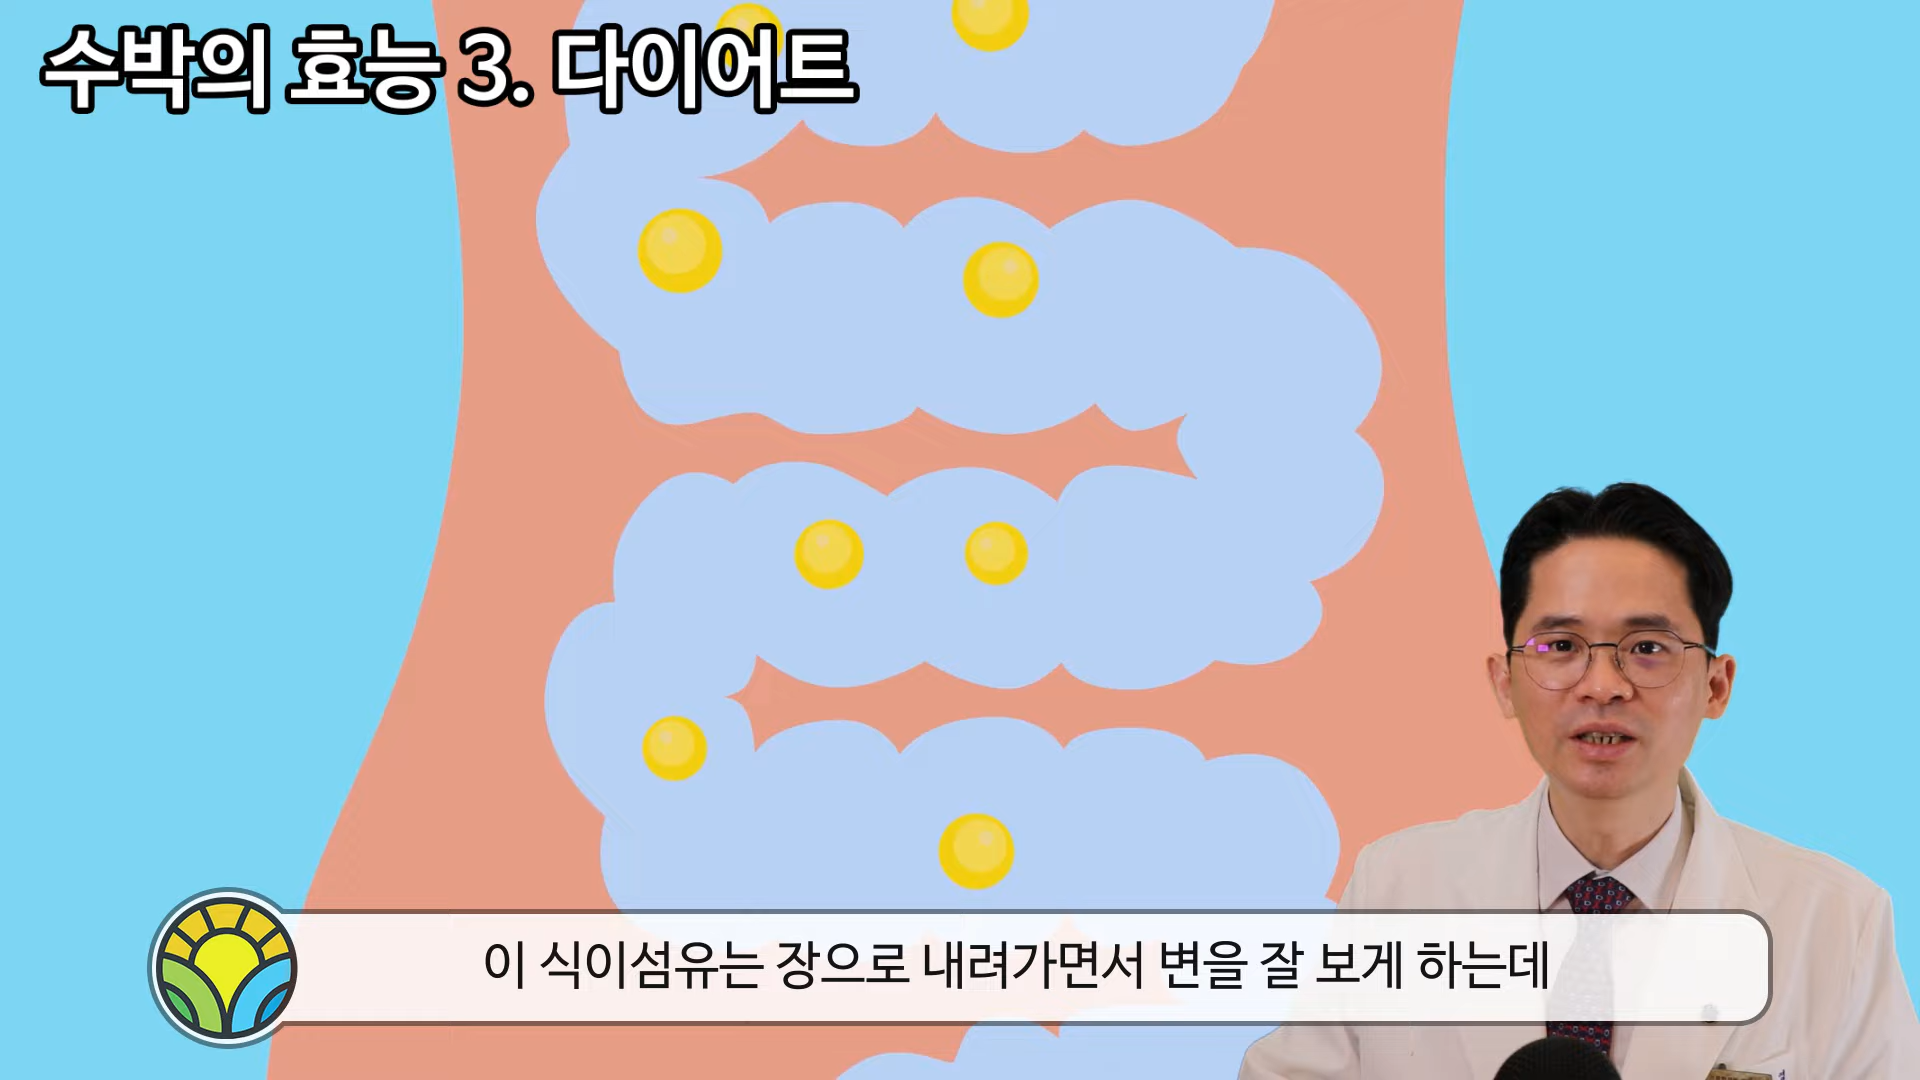 수박의 효능 3. 다이어트
이 식이섬유는 장으로 내려가면서 변을 잘 보게 하는데